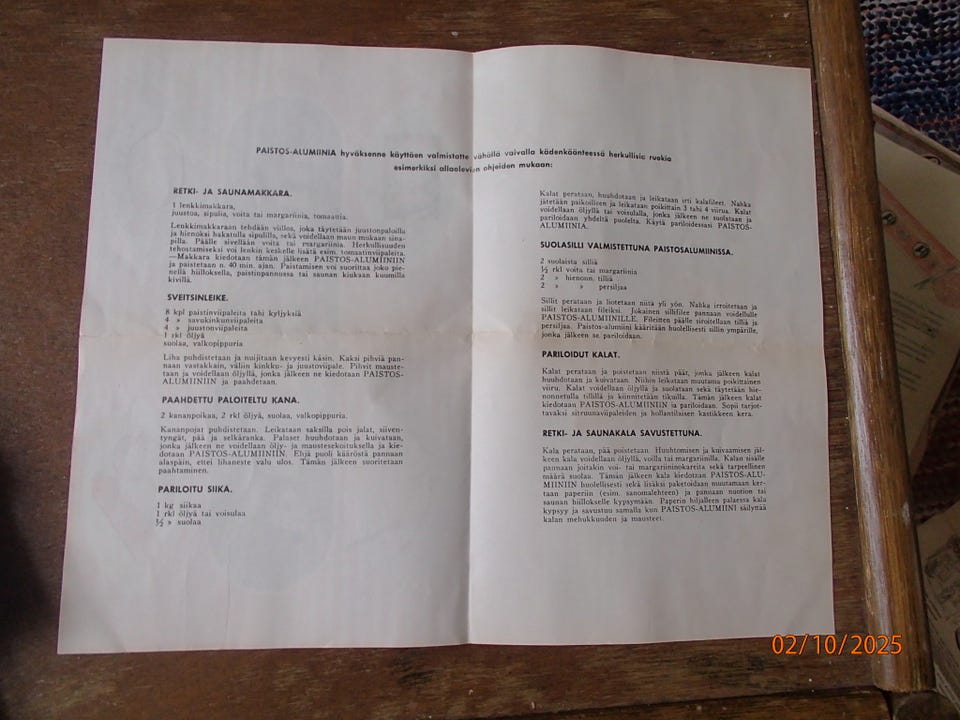 PAISTOS-ALUMIINIA hyväksenne käyttäen valmistatte vähällä vaivalla kädenkäänteessä herkullisia ruokia
esimerkiksi allaolevien ohjeiden mukaan:
RETKI- JA SAUNAMAKKARA.
1 lenkkimakkara,
juustoa, sipulia, voita tai margariinia, tomaattia.
Lenkkimakkaraan tehdään viillos, joka täytetään juustonpaloilla
ja hienoksi hakatulla sipulilla, sekä voidellaan maun mukaan sina-
pilla. Päälle sivellään voita tai margariinia. Herkullisuuden
tehostamiseksi voi lenkin keskelle lisätä esim. tomaatinviipaleita.
—Makkara kiedotaan tämän jälkeen PAISTOS-ALUMIINIIN
ja paistetaan n. 40 min. ajan. Paistamisen voi suorittaa joko pie-
nellä hiilloksella, paistinpannussa tai saunan kiukaan kuumilla
kivillä.
SVEITSINLEIKE.
8 kpl paistinviipaleita tahi kyljyksiä
4 » savukinkunviipaleita
4 » juustonviipaleita
1 rkl öljyä
suolaa, valkopippuria
Liha puhdistetaan ja nuijitaan kevyesti käsin. Kaksi pihviä pan-
naan vastakkain, väliin kinkku- ja juustoviipale. Pihvit mauste-
taan ja voidellaan öljyllä, jonka jälkeen ne kiedotaan PAISTOS-
ALUMIINIIN ja paahdetaan.
PAAHDETTU PALOITELTU KANA.
2 kananpoikaa, 2 rkl öljyä, suolaa, valkopippuria.
Kananpojat puhdistetaan. Leikataan saksilla pois jalat, siiven-
tyngät, pää ja selkäranka. Palaset huuhdotaan ja kuivataan,
jonka jälkeen ne voidellaan öljy- ja maustesekoituksella ja kie-
dotaan PAISTOS-ALUMIINIIN. Ehjä puoli kääröstä pannaan
alaspäin, ettei lihaneste valu ulos. Tämän jälkeen suoritetaan
paahtaminen.
PARILOITU SIIKA.
1 kg siikaa
1 rkl öljyä tai voisulaa
½ » suolaa
Kalat perataan, huuhdotaan ja leikataan irti kalafileet. Nahka
jätetään paikoilleen ja leikataan poikittain 3 tahi 4 viirua. Kalat
voidellaan öljyllä tai voisulalla, jonka jälkeen ne suolataan ja
pariloidaan yhdeltä puolelta. Käytä pariloidessasi PAISTOS-
ALUMIINIA.
SUOLASILLI VALMISTETTUNA PAISTOSALUMIINISSA.
2 suolaista silliä
½ rkl voita tai margariinia
2 » hienonn. tilliä
2 » » persiljaa
Sillit perataan ja liotetaan niitä yli yön. Nahka irroitetaan ja
sillit leikataan fileiksi. Jokainen sillifilee pannaan voidellulle
PAISTOS-ALUMIINILLE. Fileitten päälle siroitellaan tilliä ja
persiljaa. Paistos-alumiini kääritään huolellisesti sillin ympärille,
jonka jälkeen se pariloidaan.
PARILOIDUT KALAT.
Kalat perataan ja poistetaan niistä päät, jonka jälkeen kalat
huuhdotaan ja kuivataan. Niihin leikataan muutama poikittainen
viiru. Kalat voidellaan öljyllä ja suolataan sekä täytetään hie-
nonnetulla tillillä ja kiinnitetään tikulla. Tämän jälkeen kalat
kiedotaan PAISTOS-ALUMIINIIN ja pariloidaan. Sopii tarjot-
tavaksi sitruunaviipaleiden ja hollantilaisen kastikkeen kera.
RETKI- JA SAUNAKALA SAVUSTETTUNA.
Kala perataan, pää poistetaan. Huuhtomisen ja kuivaamisen jäl-
keen kala voidellaan öljyllä, voilla tai margariinilla. Kalan sisälle
pannaan joitakin voi- tai margariininokareita sekä tarpeellinen
määrä suolaa. Tämän jälkeen kala kiedotaan PAISTOS-ALU-
MIINIIN huolellisesti sekä lisäksi paketoidaan muutamaan ker-
taan paperiin (esim. sanomalehteen) ja pannaan nuotion tai
saunan hiillokselle kypsymään. Paperin hiljalleen palaessa kala
kypsyy ja savustuu samalla kun PAISTOS-ALUMIINI säilyttää
kalan mehukkuuden ja mausteet.
02/10/2025